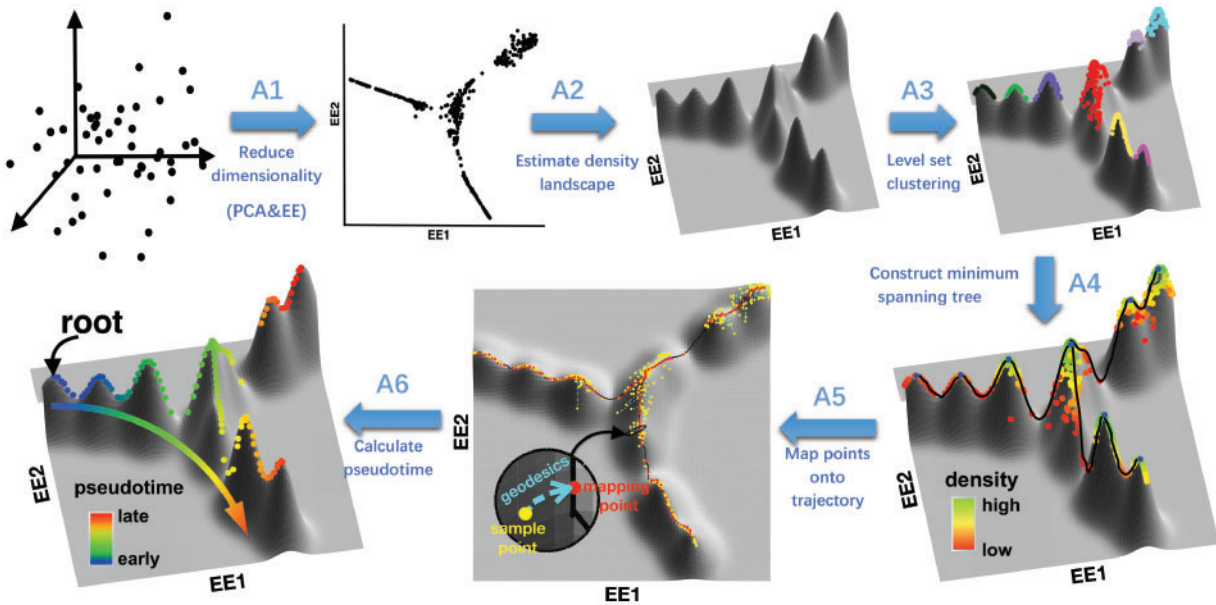 A1
Reduce
dimensionality
(PCA&EE)
EE2
EE1
A2
Estimate density
landscape
EE2
EE1
A3
Level set
clustering
EE2
EE1
Construct minimum
spanning tree
A4
density
high
low
EE2
EE1
A5
Map points
onto
trajectory
geodesics
mapping
point
sample
point
EE2
EE1
A6
Calculate
pseudotime
root
EE2
pseudotime
late
early
EE1